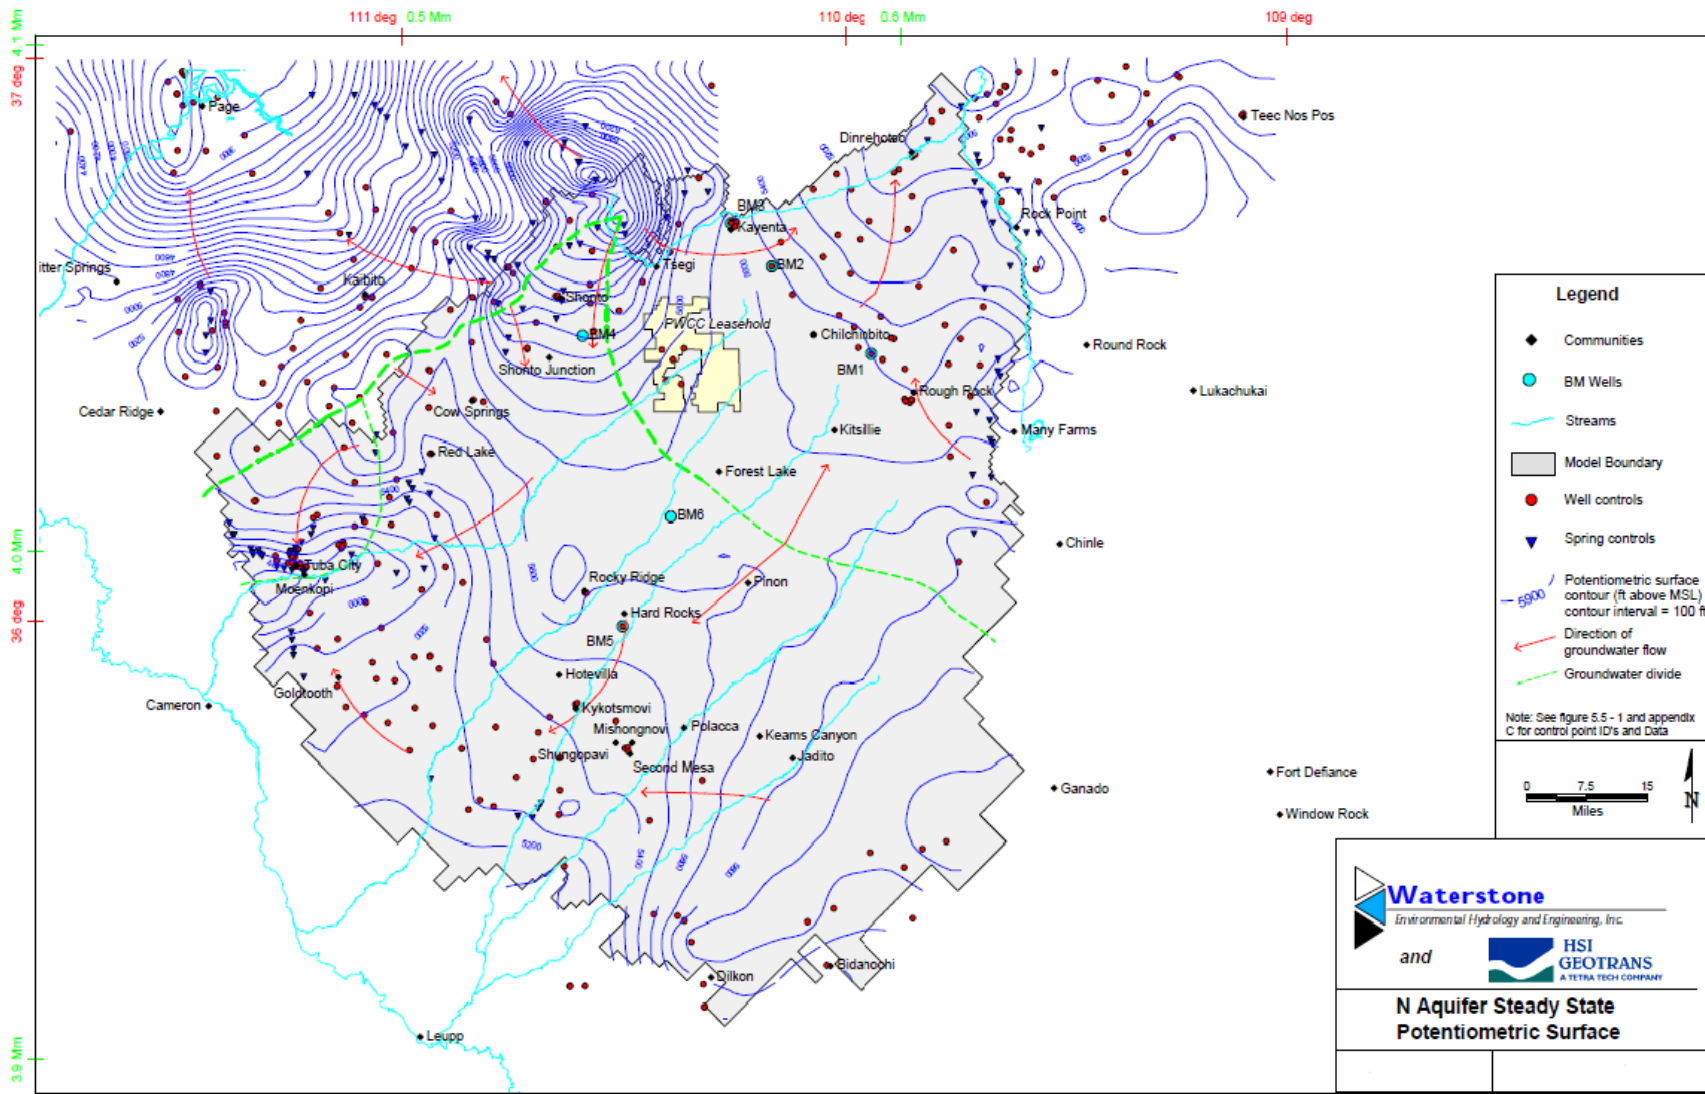 111 deg 0.5 Mm
110 deg 0.6 Mm
109 deg
4.1 Mm
37 deg
4.0 Mm
36 deg
3.9 Mm
Page
Teec Nos Pos
Dinrehotso
Rock Point
BM3
Kayenta
Tsegi
BM2
itter Springs
Kaibito
Shonto
PWCC Leasehold
BM4
Chilchinbito
Round Rock
Shonto Junction
BM1
Rough Rock
Lukachukai
Cedar Ridge
Cow Springs
Kitsillie
Many Farms
Red Lake
Forest Lake
BM6
Chinle
Tuba City
Moenkopi
Rocky Ridge
Pinon
Hard Rocks
BM5
Hotevilla
Goldtooth
Cameron
Kykotsmovi
Mishongnovi
Polacca
Keams Canyon
Shungopavi
Second Mesa
Jadito
Fort Defiance
Ganado
Window Rock
Bidahochi
Dilkon
Leupp
5200
5400
Legend
Communities
BM Wells
Streams
Model Boundary
Well controls
Spring controls
5900
Potentiometric surface
contour (ft above MSL)
contour interval = 100 ft
Direction of
groundwater flow
Groundwater divide
Note: See figure 5.5 - 1 and appendix
C for control point ID's and Data
0 7.5 15
Miles
N
Waterstone
Environmental Hydrology and Engineering, Inc.
and
HSI
GEOTRANS
A TETRA TECH COMPANY
N Aquifer Steady State
Potentiometric Surface